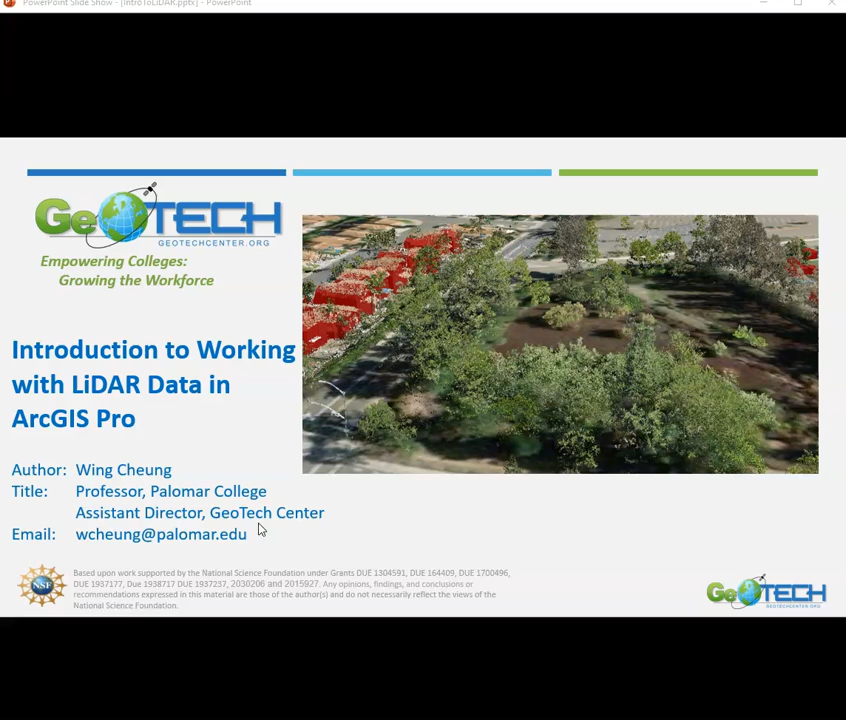 PowerPoint Slide Show - [IntroToLiDAR.pptx] - PowerPoint
GeoTECH
GEOTECHCENTER.ORG
Empowering Colleges:
Growing the Workforce
Introduction to Working
with LiDAR Data in
ArcGIS Pro
Author: Wing Cheung
Title: Professor, Palomar College
Assistant Director, GeoTech Center
Email: wcheung@palomar.edu
NSF
Based upon work supported by the National Science Foundation under Grants DUE 1304591, DUE 164409, DUE 1700496,
DUE 1937177, Due 1938717 DUE 1937237, 2030206 and 2015927. Any opinions, findings, and conclusions or
recommendations expressed in this material are those of the author(s) and do not necessarily reflect the views of the
National Science Foundation.
GeoTECH
GEOTECHCENTER.ORG